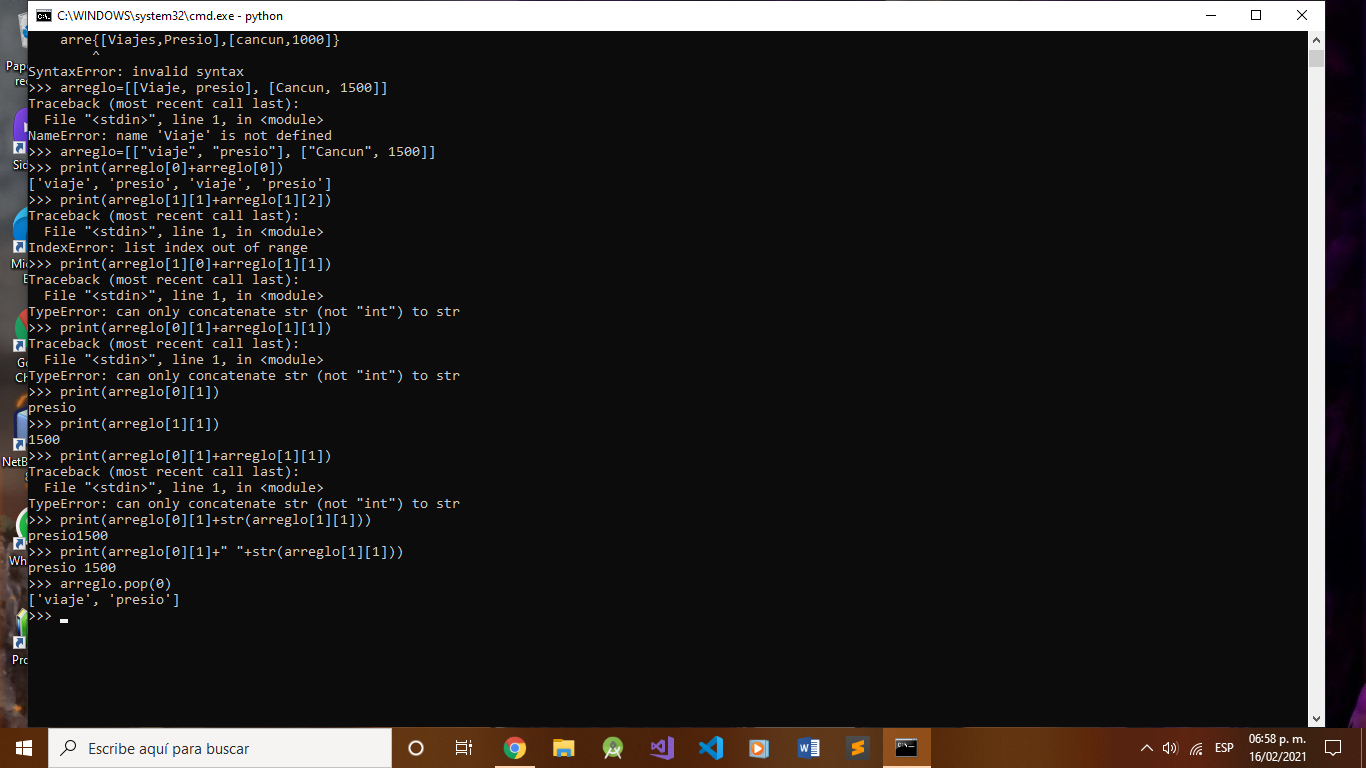 C:\WINDOWS\system32\cmd.exe - python
    arre{[Viajes,Presio],[cancun,1000]}
        ^
SyntaxError: invalid syntax
>>> arreglo=[[Viaje, presio], [Cancun, 1500]]
Traceback (most recent call last):
  File "<stdin>", line 1, in <module>
NameError: name 'Viaje' is not defined
>>> arreglo=[["viaje", "presio"], ["Cancun", 1500]]
>>> print(arreglo[0]+arreglo[0])
['viaje', 'presio', 'viaje', 'presio']
>>> print(arreglo[1][1]+arreglo[1][2])
Traceback (most recent call last):
  File "<stdin>", line 1, in <module>
IndexError: list index out of range
>>> print(arreglo[1][0]+arreglo[1][1])
Traceback (most recent call last):
  File "<stdin>", line 1, in <module>
TypeError: can only concatenate str (not "int") to str
>>> print(arreglo[0][1]+arreglo[1][1])
Traceback (most recent call last):
  File "<stdin>", line 1, in <module>
TypeError: can only concatenate str (not "int") to str
>>> print(arreglo[0][1])
presio
>>> print(arreglo[1][1])
1500
>>> print(arreglo[0][1]+arreglo[1][1])
Traceback (most recent call last):
  File "<stdin>", line 1, in <module>
TypeError: can only concatenate str (not "int") to str
>>> print(arreglo[0][1]+str(arreglo[1][1]))
presio1500
>>> print(arreglo[0][1]+" "+str(arreglo[1][1]))
presio 1500
>>> arreglo.pop(0)
['viaje', 'presio']
>>>
Pap
rec
Sid
Mic
E
Go
Ch
NetB
8
Wh
Pro
Escribe aquí para buscar
ESP
06:58 p. m.
16/02/2021